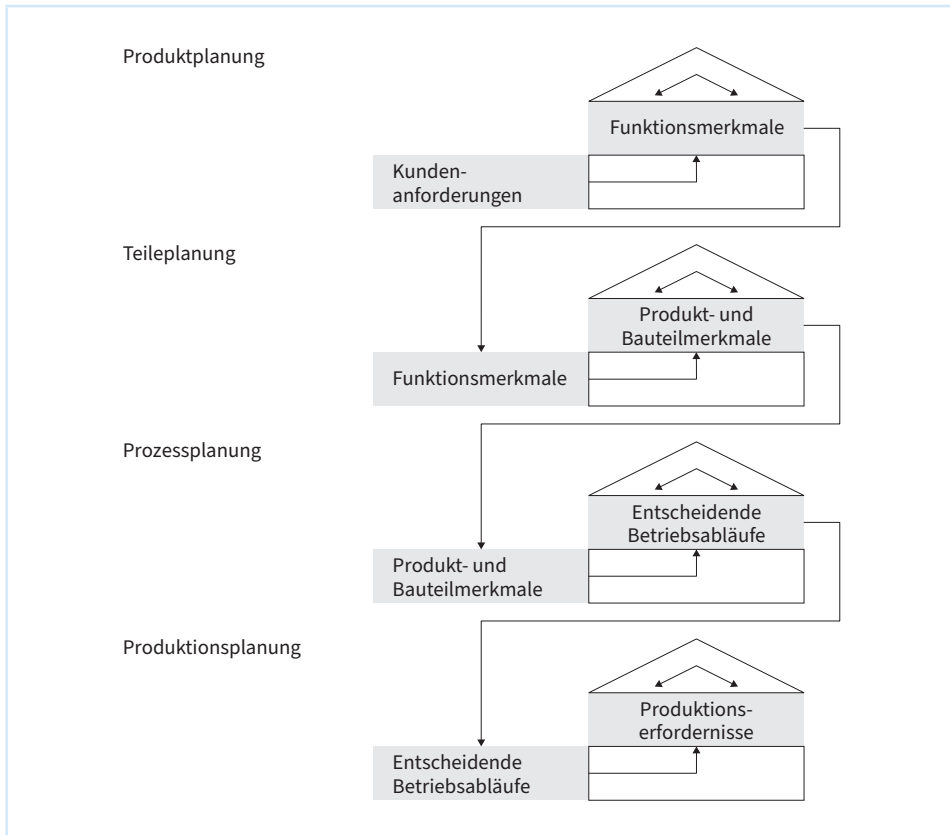 Produktplanung
Funktionsmerkmale
Kunden-
anforderungen
Teileplanung
Produkt- und
Bauteilmerkmale
Funktionsmerkmale
Prozessplanung
Entscheidende
Betriebsabläufe
Produkt- und
Bauteilmerkmale
Produktionsplanung
Produktions-
erfordernisse
Entscheidende
Betriebsabläufe